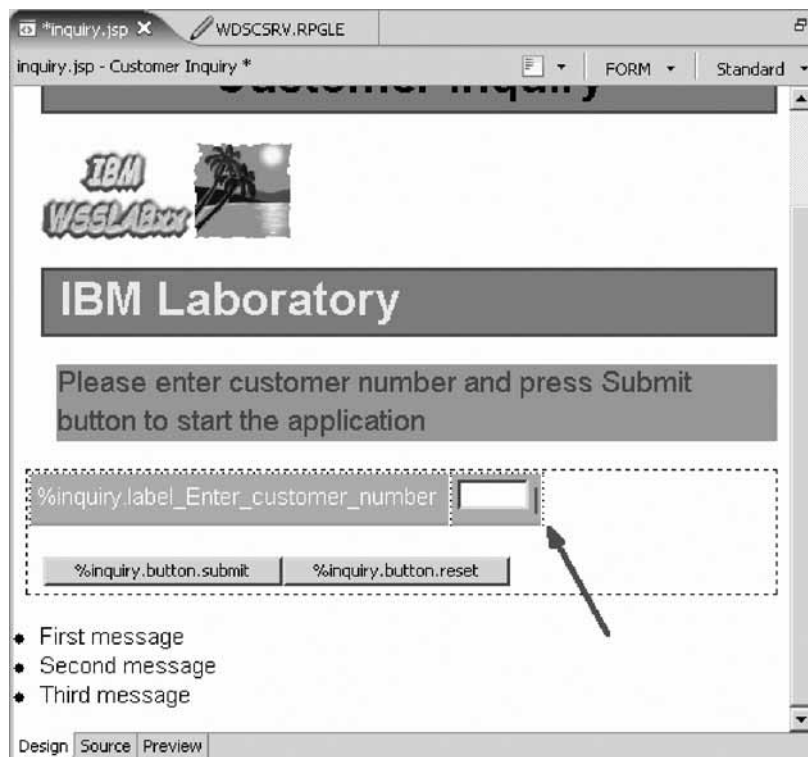 *inquiry.jsp WDSCSRV.RPGLE
inquiry.jsp - Customer Inquiry * FORM Standard
Customer Inquiry
IBM
WSSLABxx
IBM Laboratory
Please enter customer number and press Submit
button to start the application
%inquiry.label_Enter_customer_number
%inquiry.button.submit %inquiry.button.reset
First message
Second message
Third message
Design Source Preview